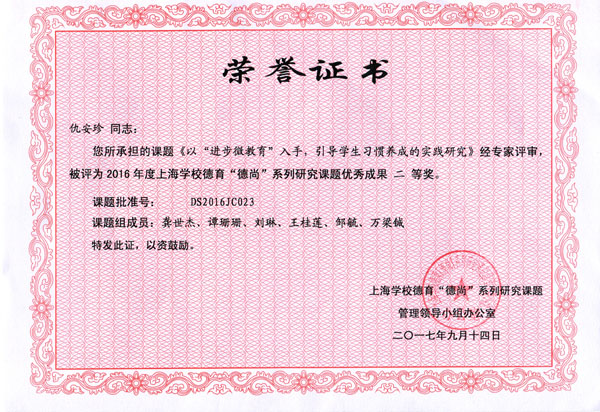 荣誉证书
仇安珍 同志：
您所承担的课题《以“进步微教育”入手，引导学生习惯养成的实践研究》经专家评审，
被评为2016年度上海学校德育“德尚”系列研究课题优秀成果 二 等奖。
课题批准号： DS2016JC023
课题组成员：龚世杰、谭珊珊、刘琳、王桂莲、邹毓、万梁铖
特发此证，以资鼓励。
上海学校德育“德尚”系列研究课题
管理领导小组办公室
二〇一七年九月十四日